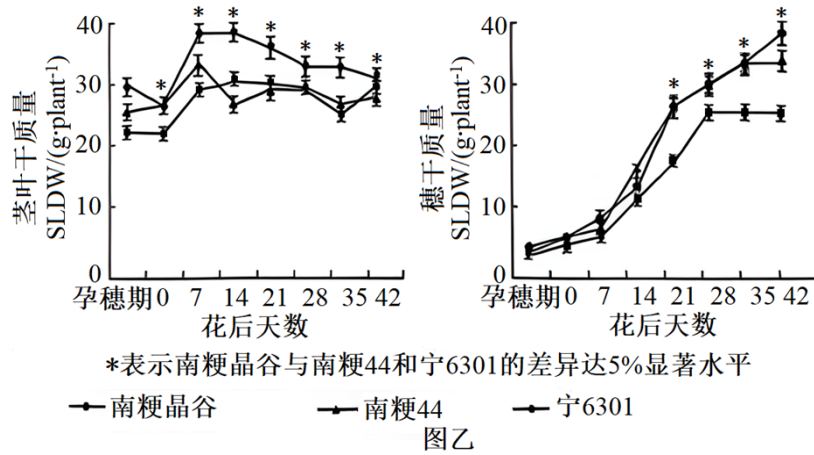 茎叶干质量
SLDW/(g·plant⁻¹)
40
30
20
10
0
* * * * * * *
孕穗期 0 7 14 21 28 35 42
花后天数
穗干质量
SLDW/(g·plant⁻¹)
40
30
20
10
0
* * * *
孕穗期 0 7 14 21 28 35 42
花后天数
*表示南粳晶谷与南粳44和宁6301的差异达5%显著水平
南粳晶谷 南粳44 宁6301
图乙